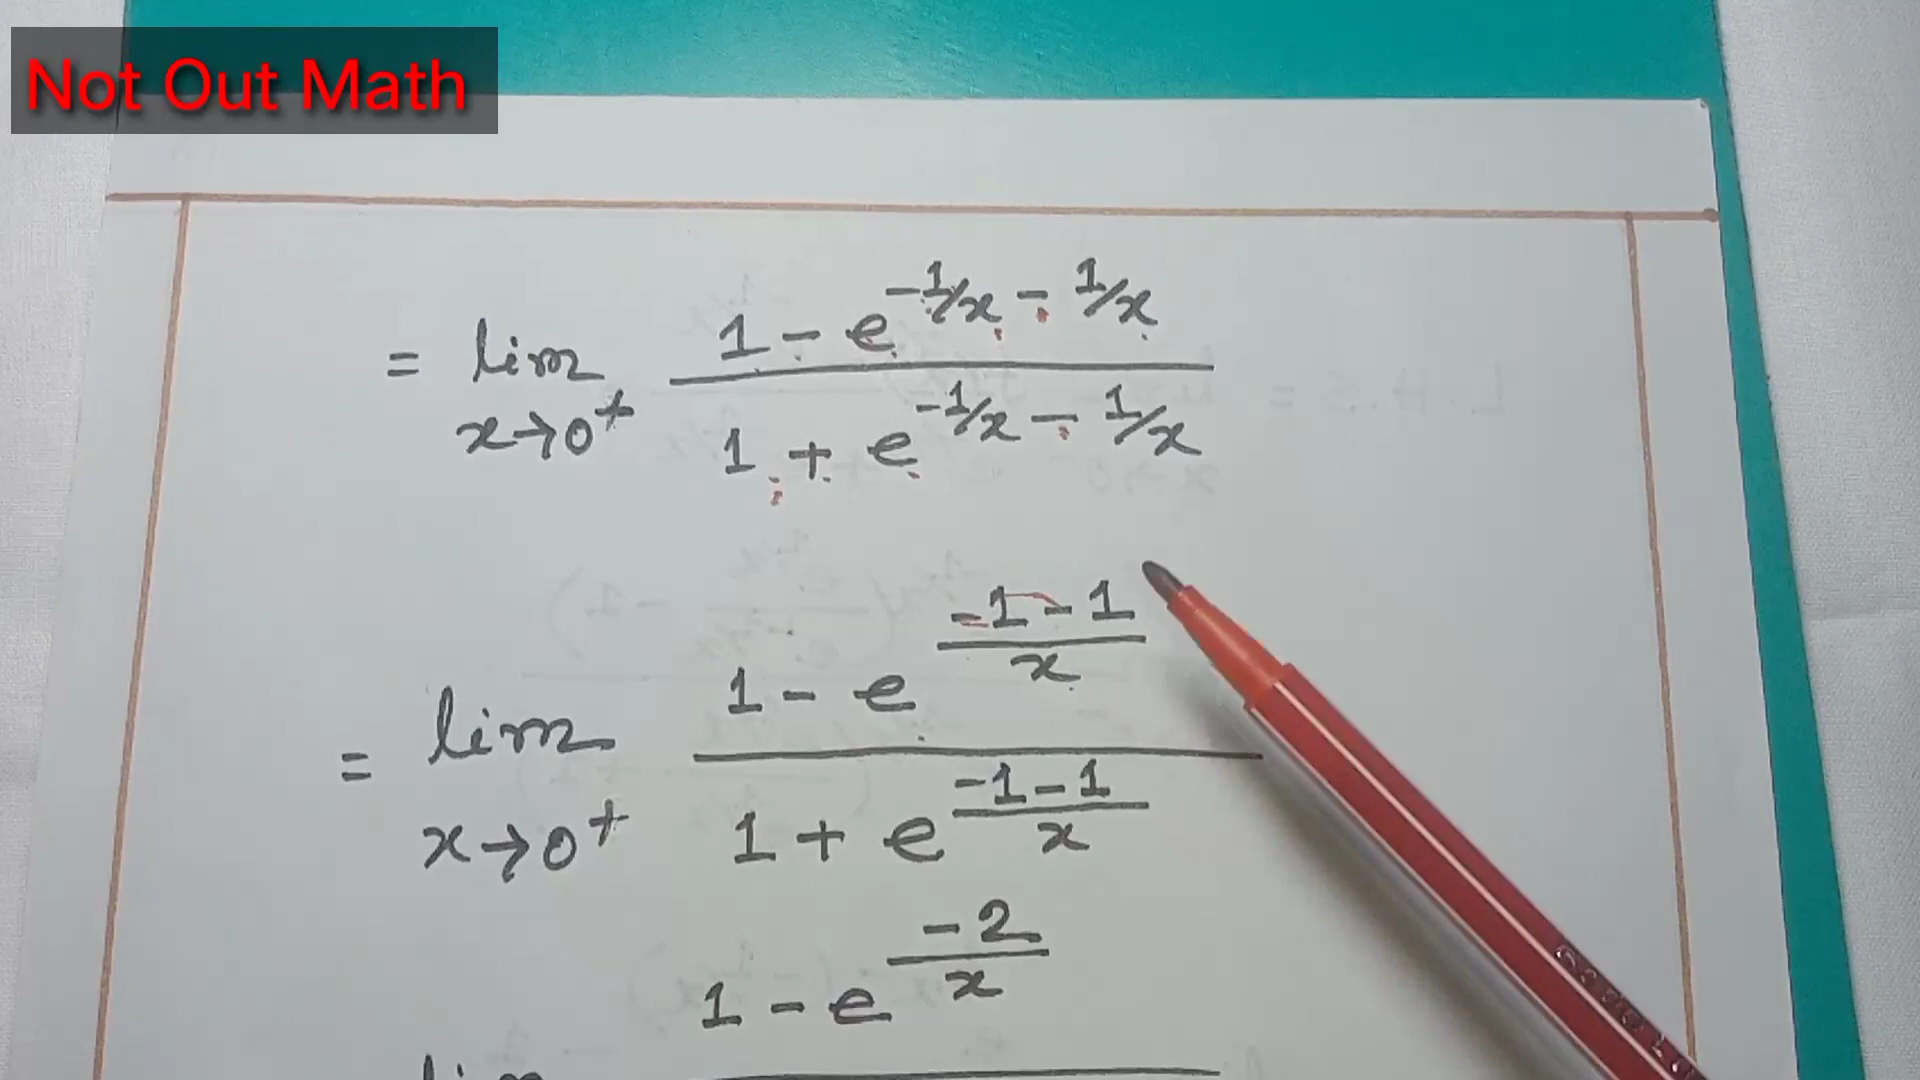 Not Out Math
1 - e^(-1/x - 1/x)
= lim
x→0⁺
1 + e^(-1/x - 1/x)
-1-1
x
1 - e
= lim
x→0⁺
-1-1
x
1 + e
-2
x
1 - e
lim